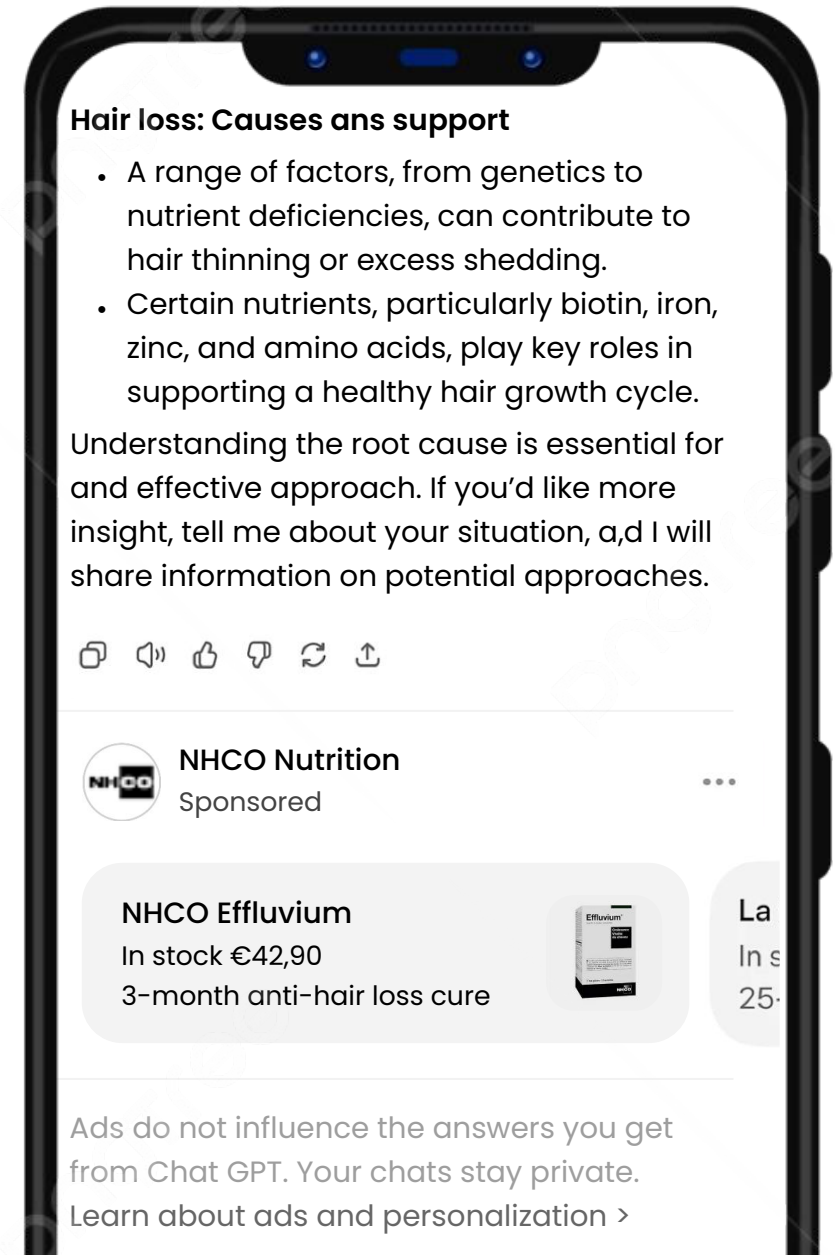 Hair loss: Causes ans support
• A range of factors, from genetics to
nutrient deficiencies, can contribute to
hair thinning or excess shedding.
• Certain nutrients, particularly biotin, iron,
zinc, and amino acids, play key roles in
supporting a healthy hair growth cycle.
Understanding the root cause is essential for
and effective approach. If you’d like more
insight, tell me about your situation, a,d I will
share information on potential approaches.
NHCO
NHCO Nutrition
Sponsored
NHCO Effluvium
In stock €42,90
3-month anti-hair loss cure
Effluvium
NHCO
La
In s
25-
Ads do not influence the answers you get
from Chat GPT. Your chats stay private.
Learn about ads and personalization >
pngtree